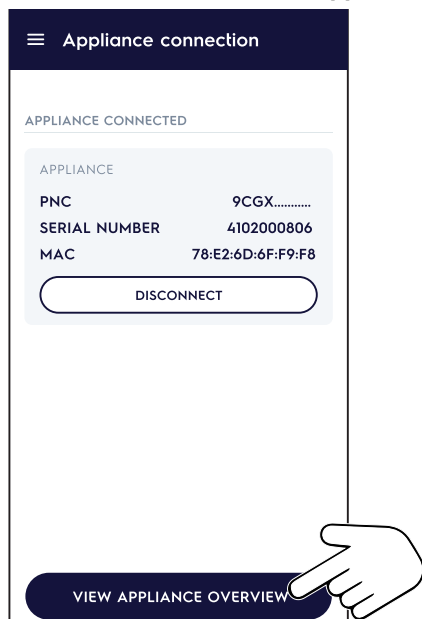 Appliance connection
APPLIANCE CONNECTED
APPLIANCE
PNC 9CGX...........
SERIAL NUMBER 4102000806
MAC 78:E2:6D:6F:F9:F8
DISCONNECT
VIEW APPLIANCE OVERVIEW